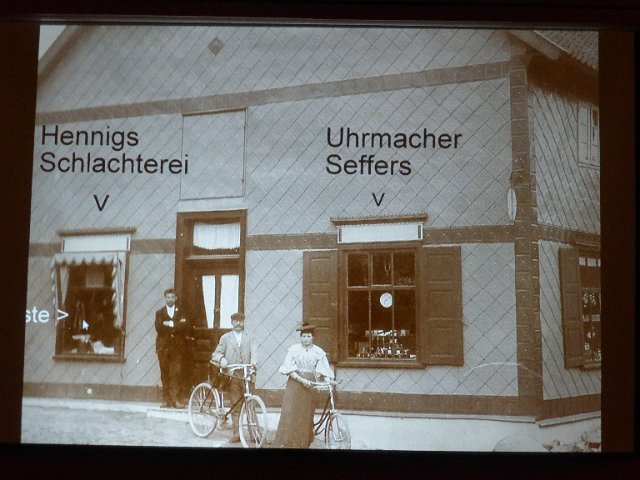 Hennigs
Schlachterei
V
Uhrmacher
Seffers
V
ste >